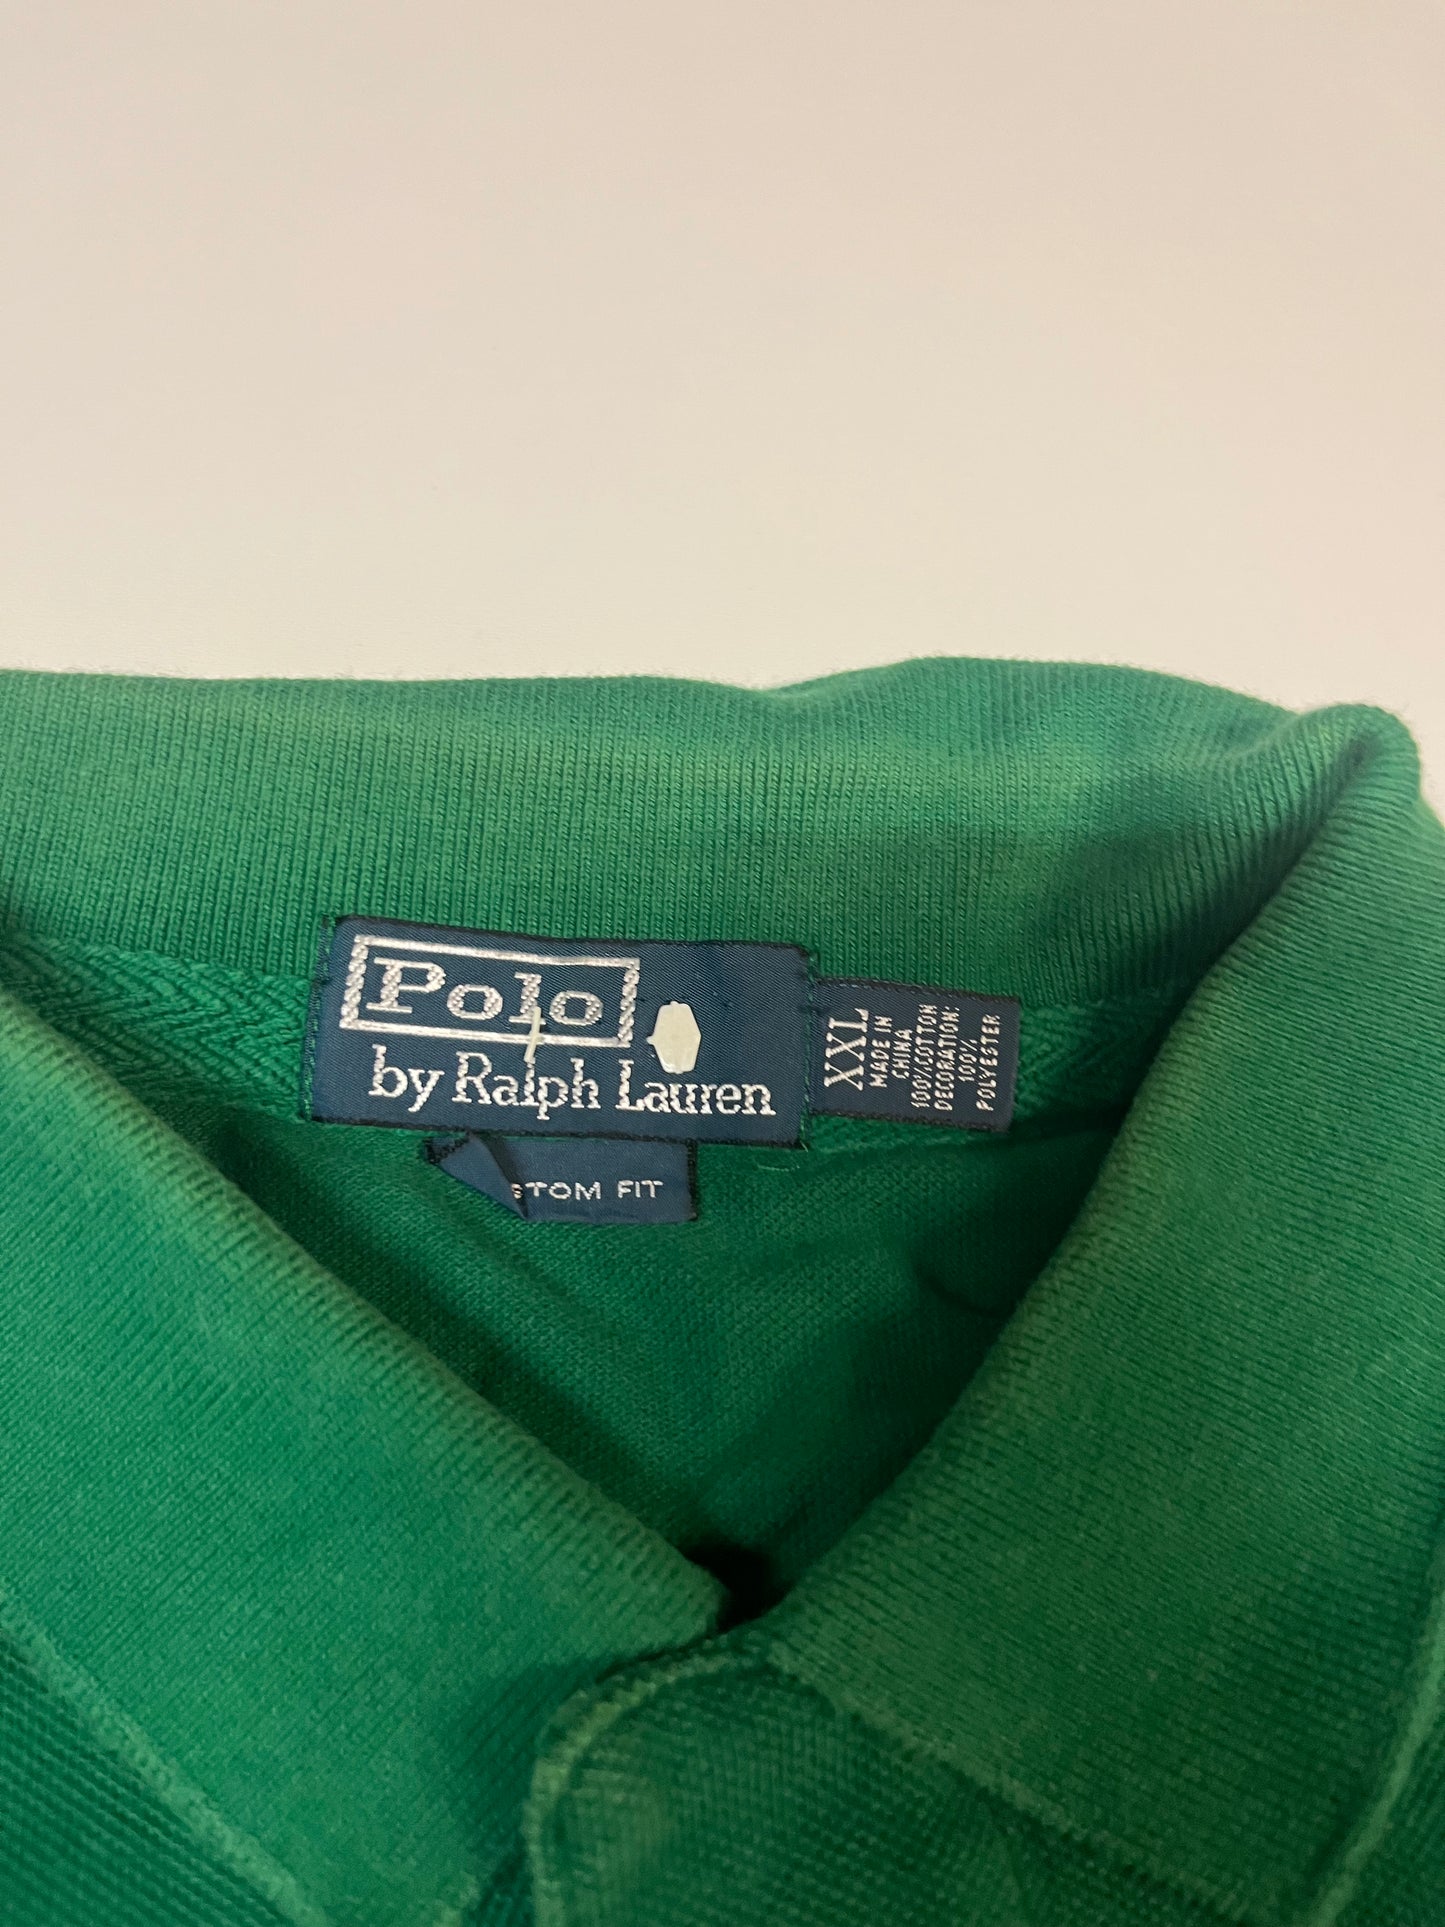 Polo
by Ralph Lauren
XXL
MADE IN
CHINA
100%COTTON
DECORATION:
100%
POLYESTER
STOM FIT